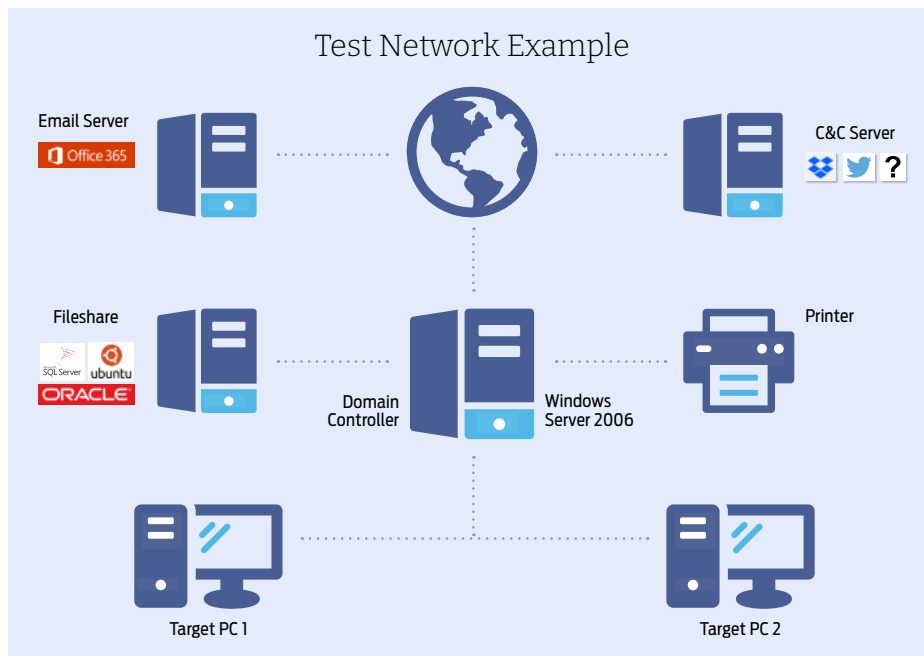 Test Network Example
Email Server
Office 365
C&C Server
?
Fileshare
SQL Server
ubuntu
ORACLE
Domain
Controller
Windows
Server 2006
Printer
Target PC 1
Target PC 2